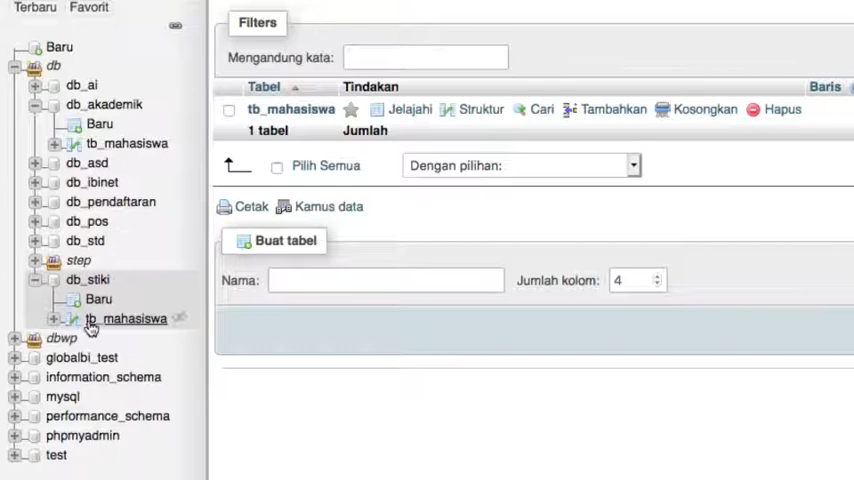 Terbaru Favorit
Baru
db
db_ai
db_akademik
Baru
tb_mahasiswa
db_asd
db_ibinet
db_pendaftaran
db_pos
db_std
step
db_stiki
Baru
tb_mahasiswa
dbwp
globalbi_test
information_schema
mysql
performance_schema
phpmyadmin
test
Filters
Mengandung kata:
Tabel Tindakan Baris
tb_mahasiswa Jelajahi Struktur Cari Tambahkan Kosongkan Hapus
1 tabel Jumlah
Pilih Semua Dengan pilihan:
Cetak Kamus data
Buat tabel
Nama: Jumlah kolom: 4